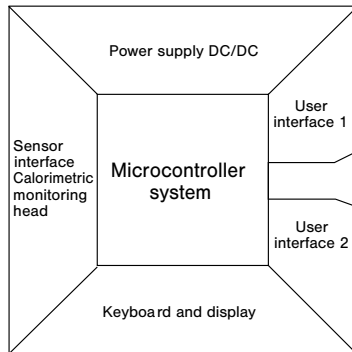 Power supply DC/DC
User
interface 1
Sensor
interface
Calorimetric
monitoring
head
Microcontroller
system
User
interface 2
Keyboard and display